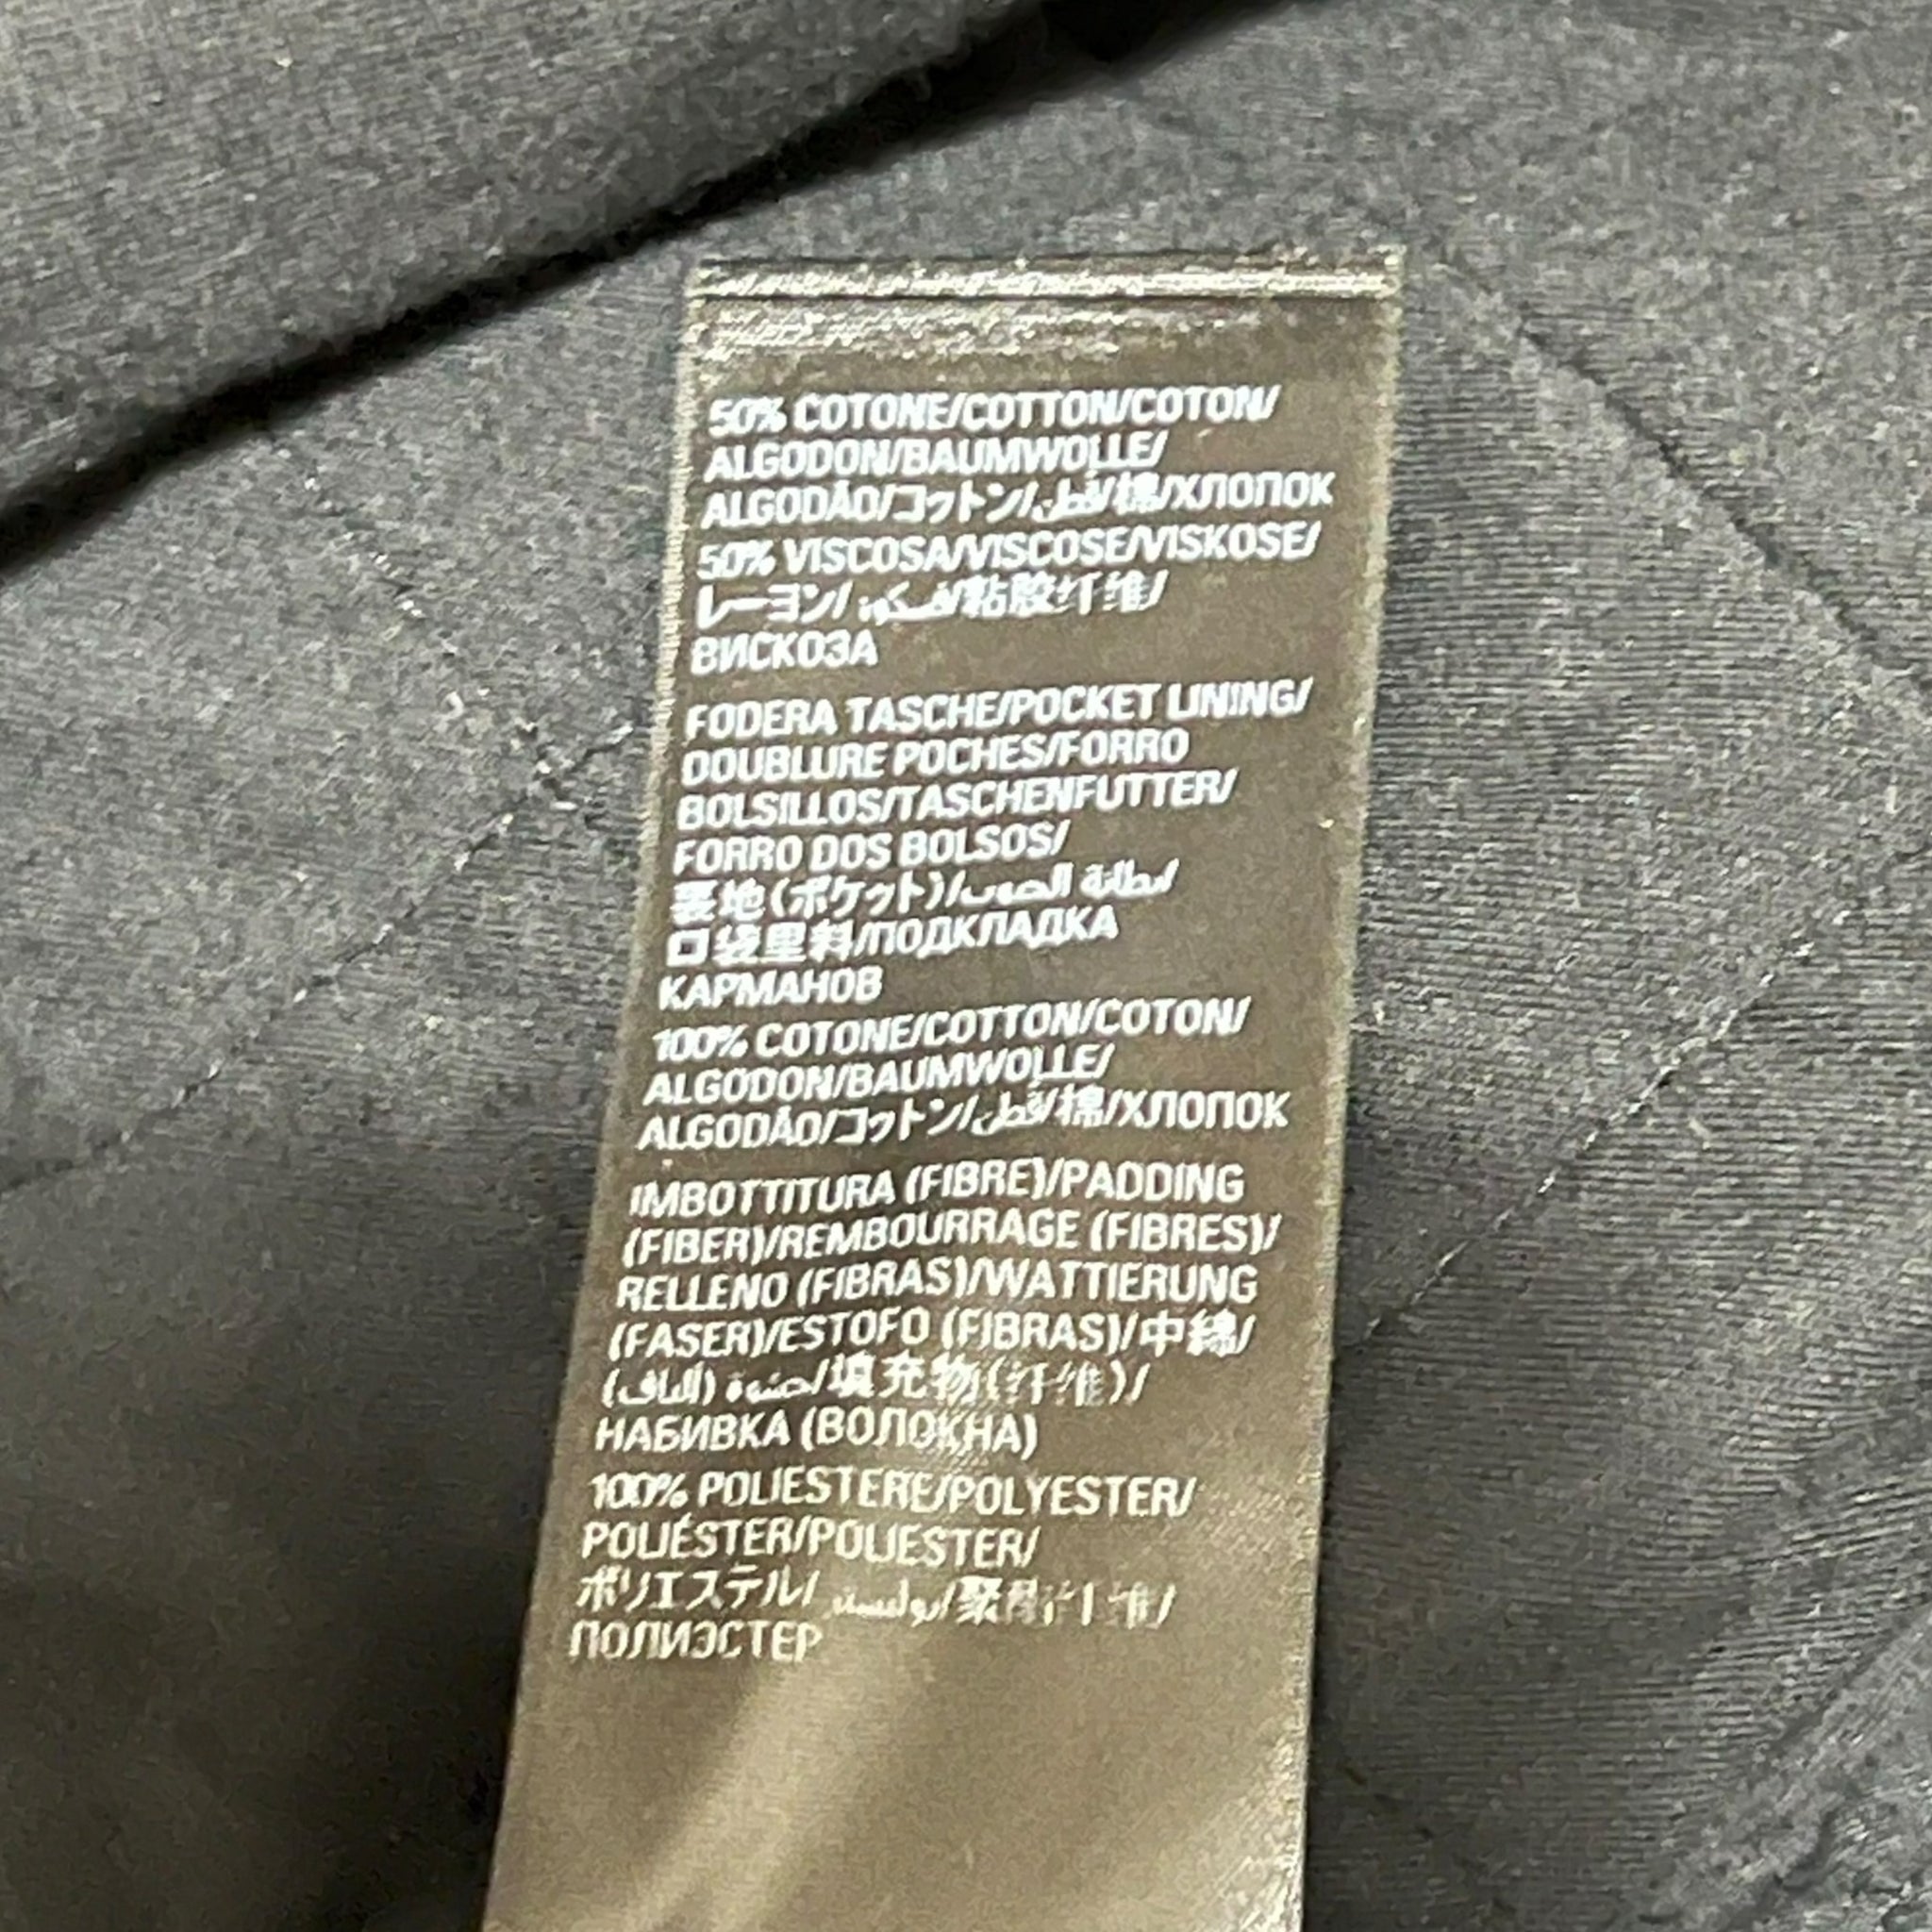 50% COTONE/COTTON/COTON/
ALGODON/BAUMWOLLE/
ALGODÃO/コットン/قطن/棉/ХЛОПОК
50% VISCOSA/VISCOSE/VISKOSE/
レーヨン/فسكوز/粘胶纤维/
ВИСКОЗА
FODERA TASCHE/POCKET LINING/
DOUBLURE POCHES/FORRO
BOLSILLOS/TASCHENFUTTER/
FORRO DOS BOLSOS/
裏地(ポケット)/بطانة الجيوب/
口袋里料/ПОДКЛАДКА
КАРМАНОВ
100% COTONE/COTTON/COTON/
ALGODON/BAUMWOLLE/
ALGODÃO/コットン/قطن/棉/ХЛОПОК
IMBOTTITURA (FIBRE)/PADDING
(FIBER)/REMBOURRAGE (FIBRES)/
RELLENO (FIBRAS)/WATTIERUNG
(FASER)/ESTOFO (FIBRAS)/中綿/
حشوة (ألياف)/填充物(纤维)/
НАБИВКА (ВОЛОКНА)
100% POLIESTERE/POLYESTER/
POLIÉSTER/POLIESTER/
ポリエステル/بوليستر/聚酯纤维/
ПОЛИЭСТЕР